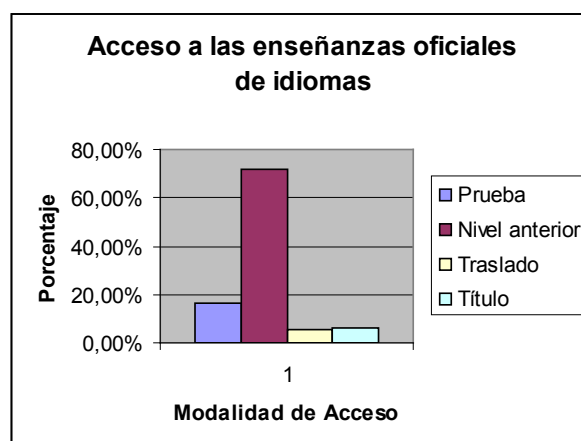 Acceso a las enseñanzas oficiales
de idiomas
80,00%
60,00%
40,00%
20,00%
0,00%
Porcentaje
1
Modalidad de Acceso
Prueba
Nivel anterior
Traslado
Título